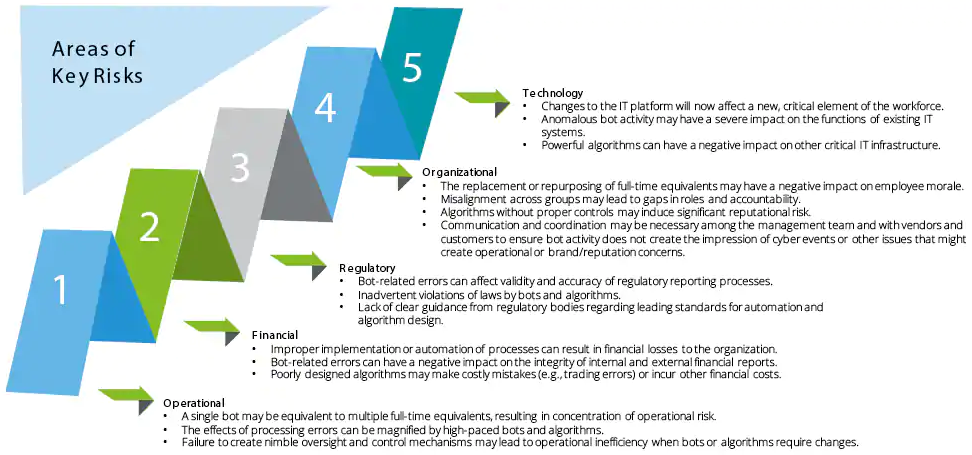 Areas of
Key Risks
5
4
3
2
1
Technology
• Changes to the IT platform will now affect a new, critical element of the workforce.
• Anomalous bot activity may have a severe impact on the functions of existing IT
systems.
• Powerful algorithms can have a negative impact on other critical IT infrastructure.
Organizational
• The replacement or repurposing of full-time equivalents may have a negative impact on employee morale.
• Misalignment across groups may lead to gaps in roles and accountability.
• Algorithms without proper controls may induce significant reputational risk.
• Communication and coordination may be necessary among the management team and with vendors and
customers to ensure bot activity does not create the impression of cyber events or other issues that might
create operational or brand/reputation concerns.
Regulatory
• Bot-related errors can affect validity and accuracy of regulatory reporting processes.
• Inadvertent violations of laws by bots and algorithms.
• Lack of clear guidance from regulatory bodies regarding leading standards for automation and
algorithm design.
Financial
• Improper implementation or automation of processes can result in financial losses to the organization.
• Bot-related errors can have a negative impact on the integrity of internal and external financial reports.
• Poorly designed algorithms may make costly mistakes (e.g., trading errors) or incur other financial costs.
Operational
• A single bot may be equivalent to multiple full-time equivalents, resulting in concentration of operational risk.
• The effects of processing errors can be magnified by high-paced bots and algorithms.
• Failure to create nimble oversight and control mechanisms may lead to operational inefficiency when bots or algorithms require changes.